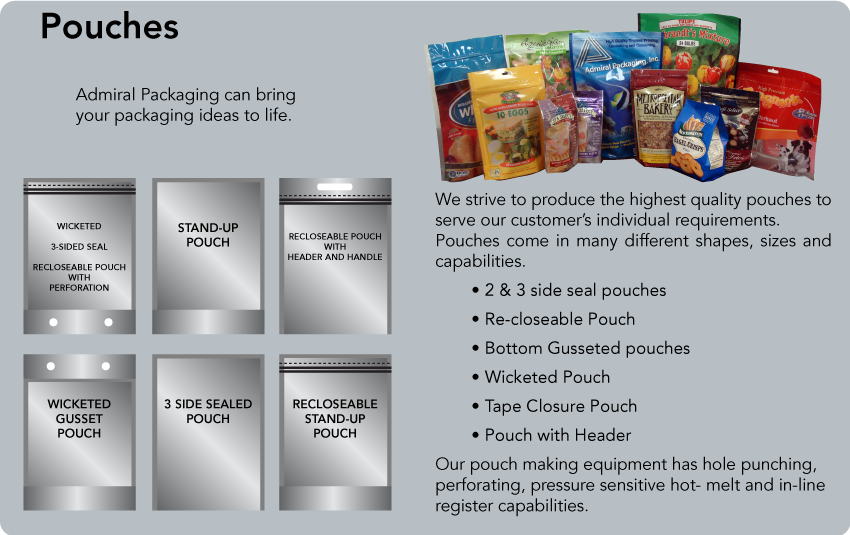 Pouches
Admiral Packaging can bring
your packaging ideas to life.
WICKETED
3-SIDED SEAL
RECLOSEABLE POUCH
WITH
PERFORATION
STAND-UP
POUCH
RECLOSEABLE POUCH
WITH
HEADER AND HANDLE
WICKETED
GUSSET
POUCH
3 SIDE SEALED
POUCH
RECLOSEABLE
STAND-UP
POUCH
Admiral Packaging, Inc.
10 EGGS
METROPOLITAN
BAKERY
BAGEL CRISPS
We strive to produce the highest quality pouches to
serve our customer's individual requirements.
Pouches come in many different shapes, sizes and
capabilities.
• 2 & 3 side seal pouches
• Re-closeable Pouch
• Bottom Gusseted pouches
• Wicketed Pouch
• Tape Closure Pouch
• Pouch with Header
Our pouch making equipment has hole punching,
perforating, pressure sensitive hot- melt and in-line
register capabilities.